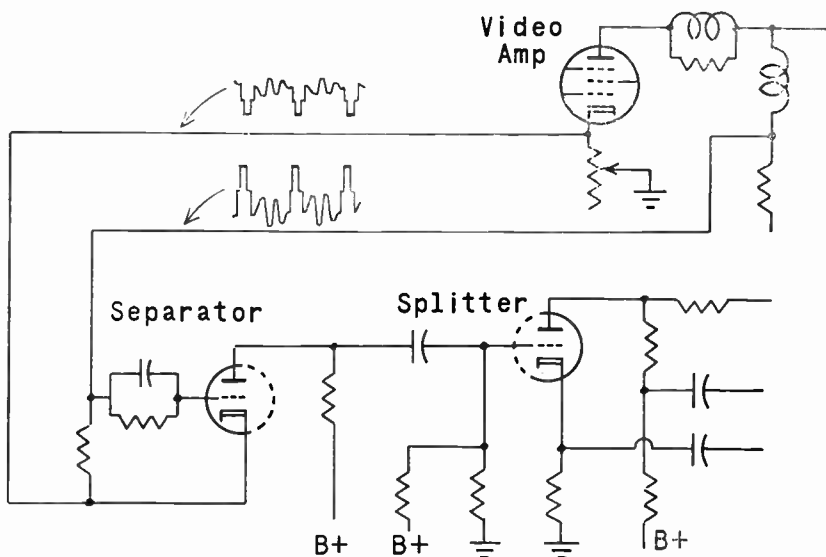 Video
Amp
Separator
Splitter
B+
B+
B+